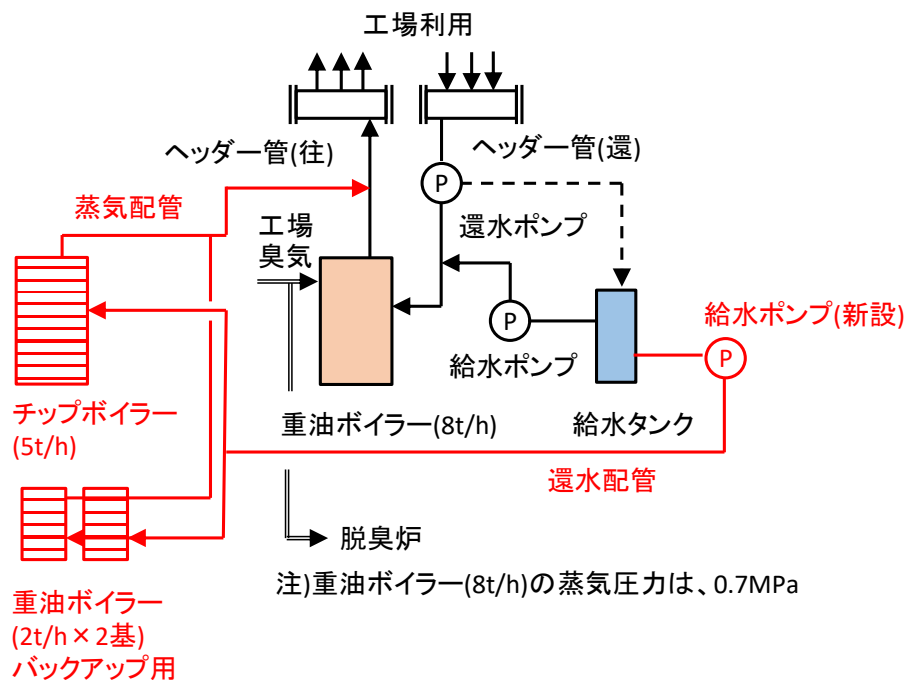 工場利用
ヘッダー管(往)
ヘッダー管(還)
P
蒸気配管
工場
臭気
還水ポンプ
P
給水ポンプ
給水ポンプ(新設)
P
チップボイラー
(5t/h)
重油ボイラー(8t/h)
給水タンク
還水配管
脱臭炉
注)重油ボイラー(8t/h)の蒸気圧力は、0.7MPa
重油ボイラー
(2t/h×2基)
バックアップ用